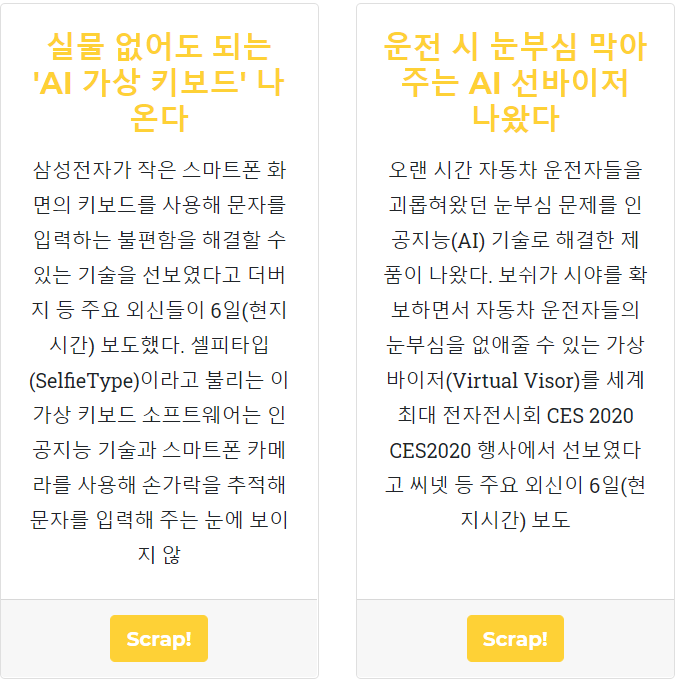 실물 없어도 되는
'AI 가상 키보드' 나
온다
삼성전자가 작은 스마트폰 화
면의 키보드를 사용해 문자를
입력하는 불편함을 해결할 수
있는 기술을 선보였다고 더버
지 등 주요 외신들이 6일(현지
시간) 보도했다. 셀피타입
(SelfieType)이라고 불리는 이
가상 키보드 소프트웨어는 인
공지능 기술과 스마트폰 카메
라를 사용해 손가락을 추적해
문자를 입력해 주는 눈에 보이
지 않
Scrap!
운전 시 눈부심 막아
주는 AI 선바이저
나왔다
오랜 시간 자동차 운전자들을
괴롭혀왔던 눈부심 문제를 인
공지능(AI) 기술로 해결한 제
품이 나왔다. 보쉬가 시야를 확
보하면서 자동차 운전자들의
눈부심을 없애줄 수 있는 가상
바이저(Virtual Visor)를 세계
최대 전자전시회 CES 2020
CES2020 행사에서 선보였다
고 씨넷 등 주요 외신이 6일(현
지시간) 보도
Scrap!